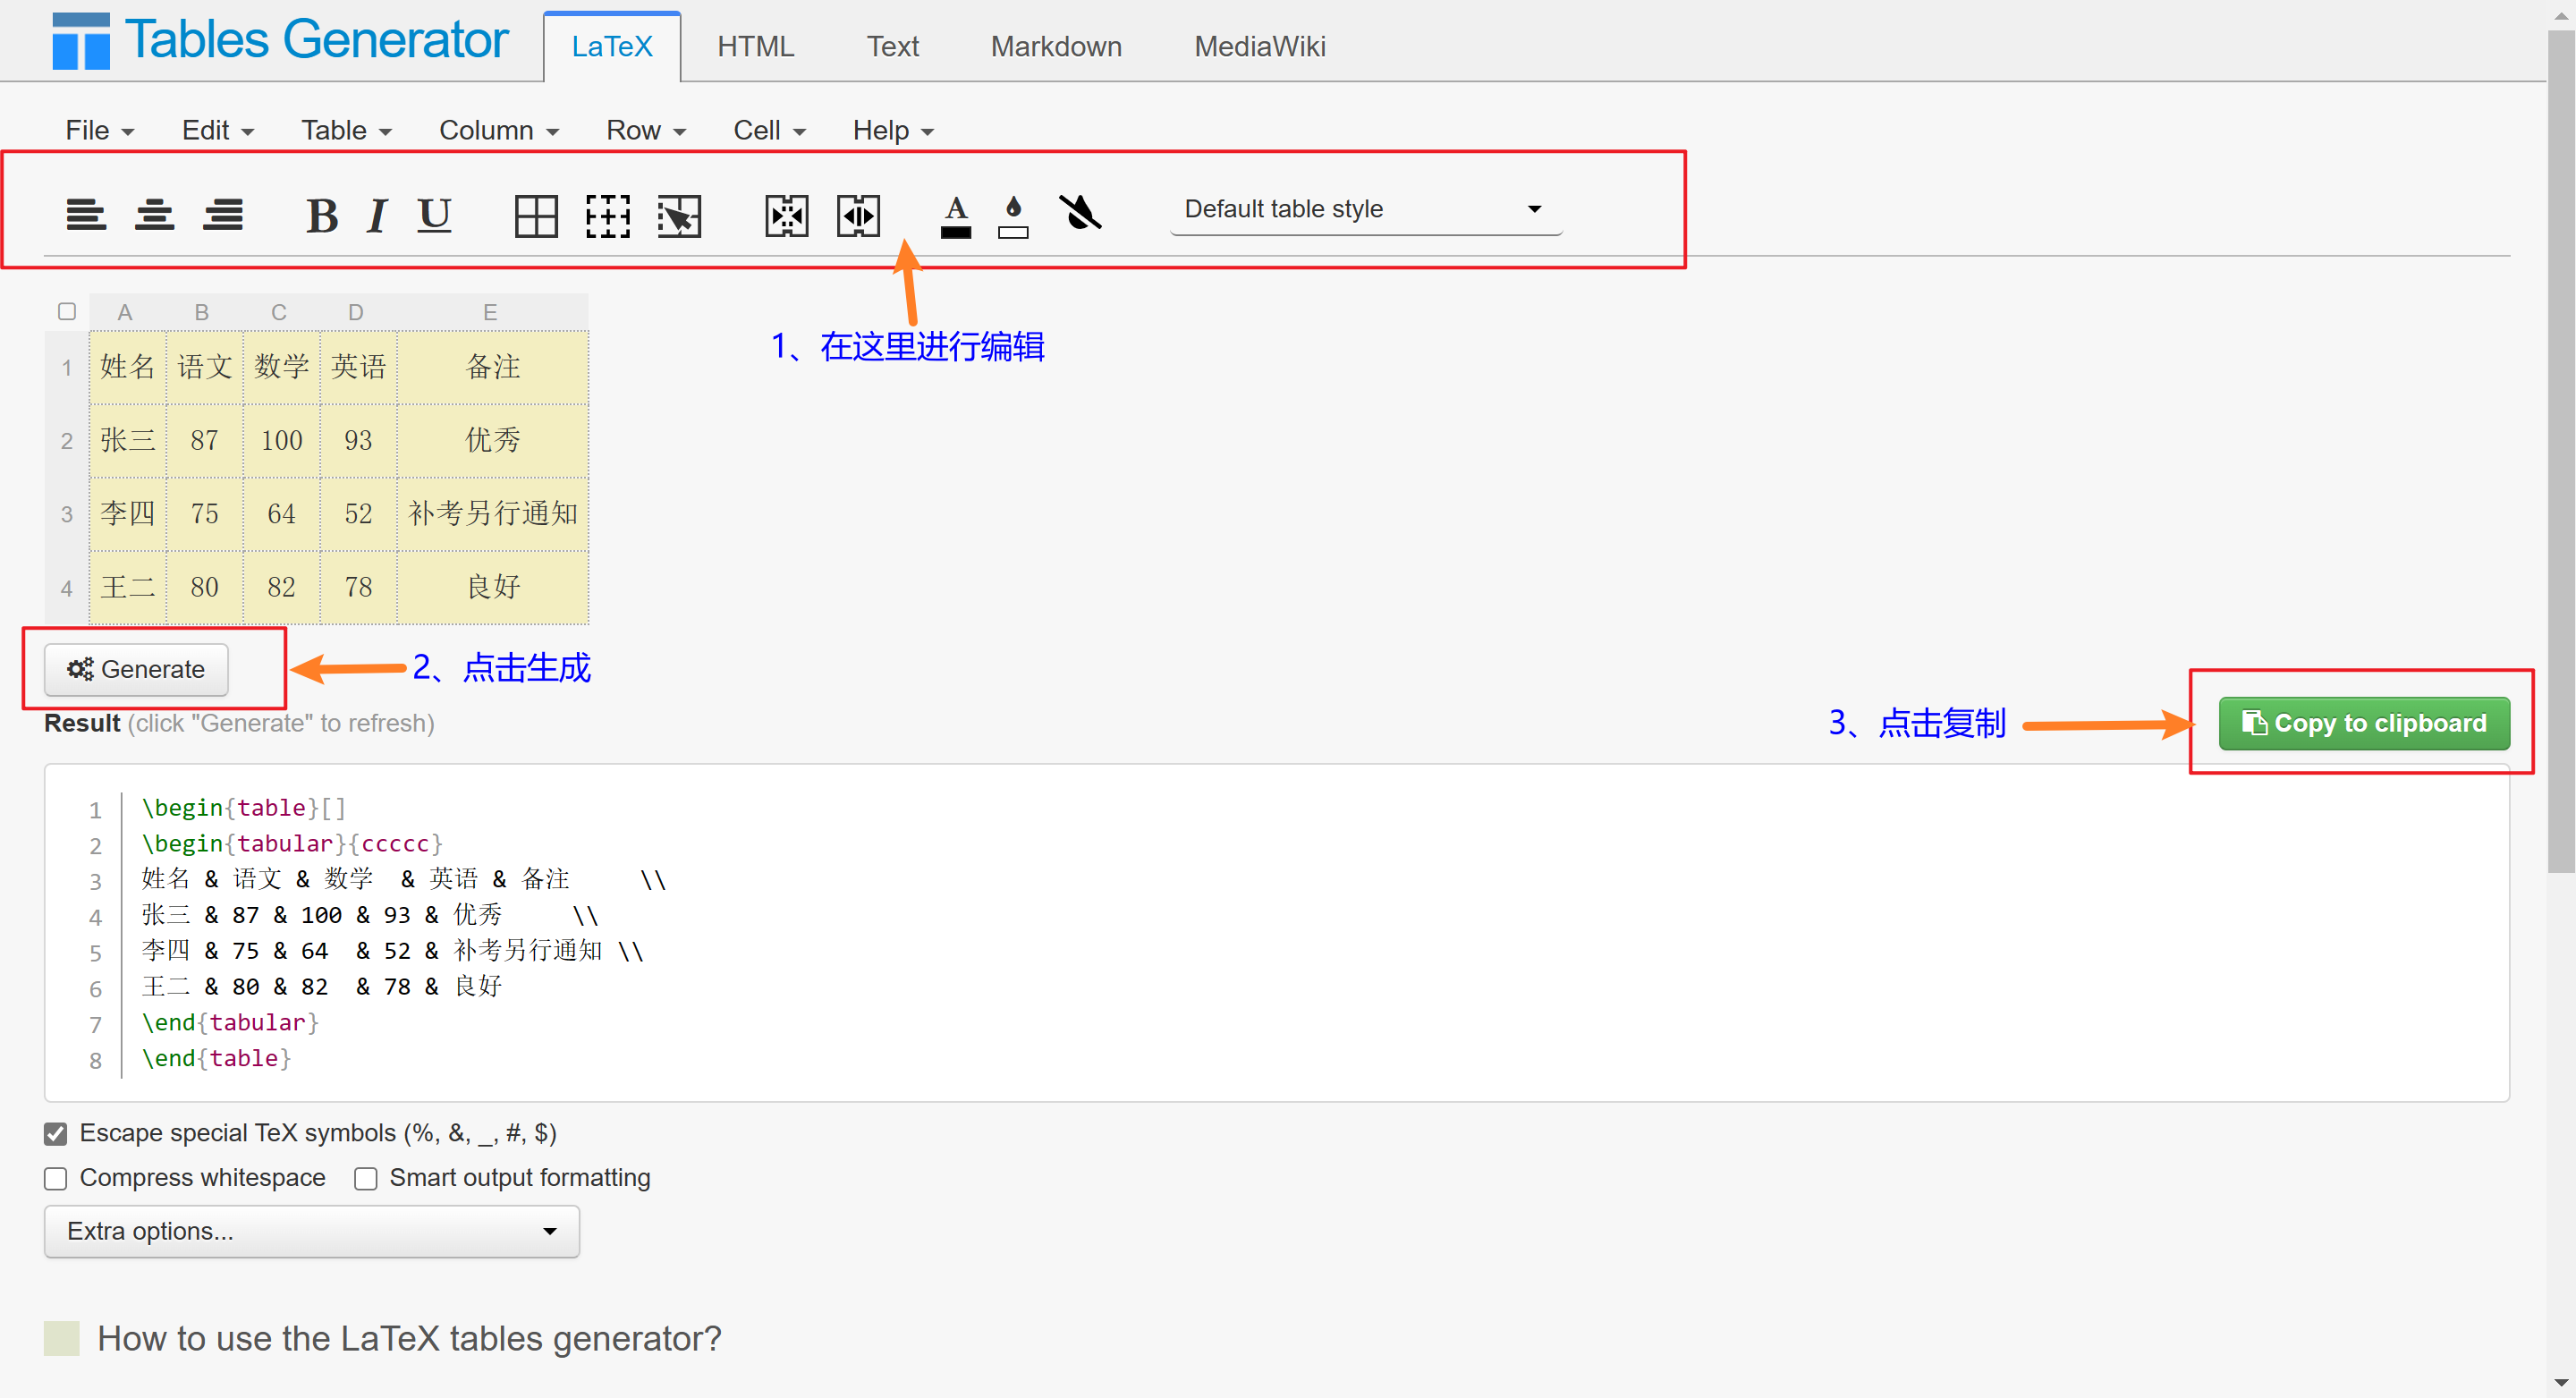 Tables Generator LaTeX HTML Text Markdown MediaWiki
File Edit Table Column Row Cell Help
B I U A Default table style
1、在这里进行编辑
A B C D E
1 姓名 语文 数学 英语 备注
2 张三 87 100 93 优秀
3 李四 75 64 52 补考另行通知
4 王二 80 82 78 良好
Generate 2、点击生成
Result (click "Generate" to refresh) 3、点击复制 Copy to clipboard
1 \begin{table}[]
2 \begin{tabular}{ccccc}
3 姓名 & 语文 & 数学  & 英语 & 备注     \\
4 张三 & 87 & 100 & 93 & 优秀     \\
5 李四 & 75 & 64  & 52 & 补考另行通知 \\
6 王二 & 80 & 82  & 78 & 良好
7 \end{tabular}
8 \end{table}
Escape special TeX symbols (%, &, _, #, $)
Compress whitespace Smart output formatting
Extra options...
How to use the LaTeX tables generator?